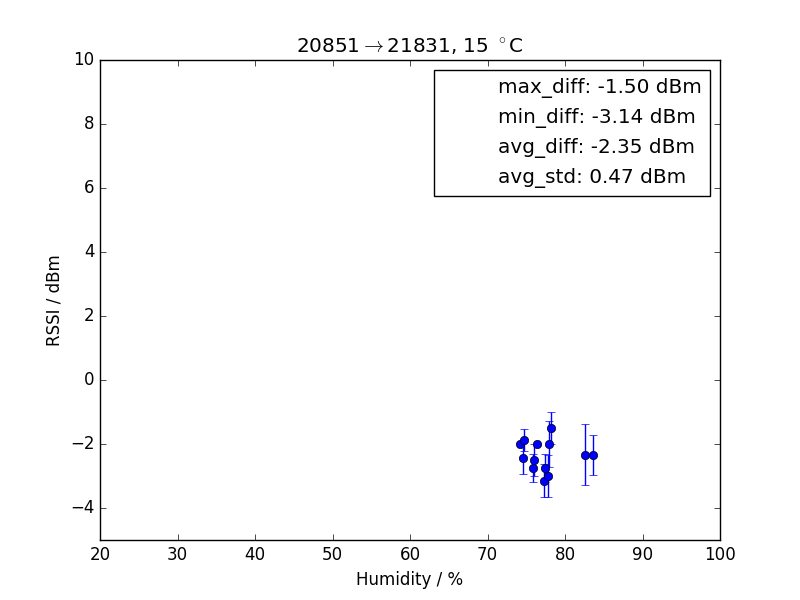 20851→21831, 15 °C
max_diff: -1.50 dBm
min_diff: -3.14 dBm
avg_diff: -2.35 dBm
avg_std: 0.47 dBm
RSSI / dBm
10
8
6
4
2
0
−2
−4
20 30 40 50 60 70 80 90 100
Humidity / %